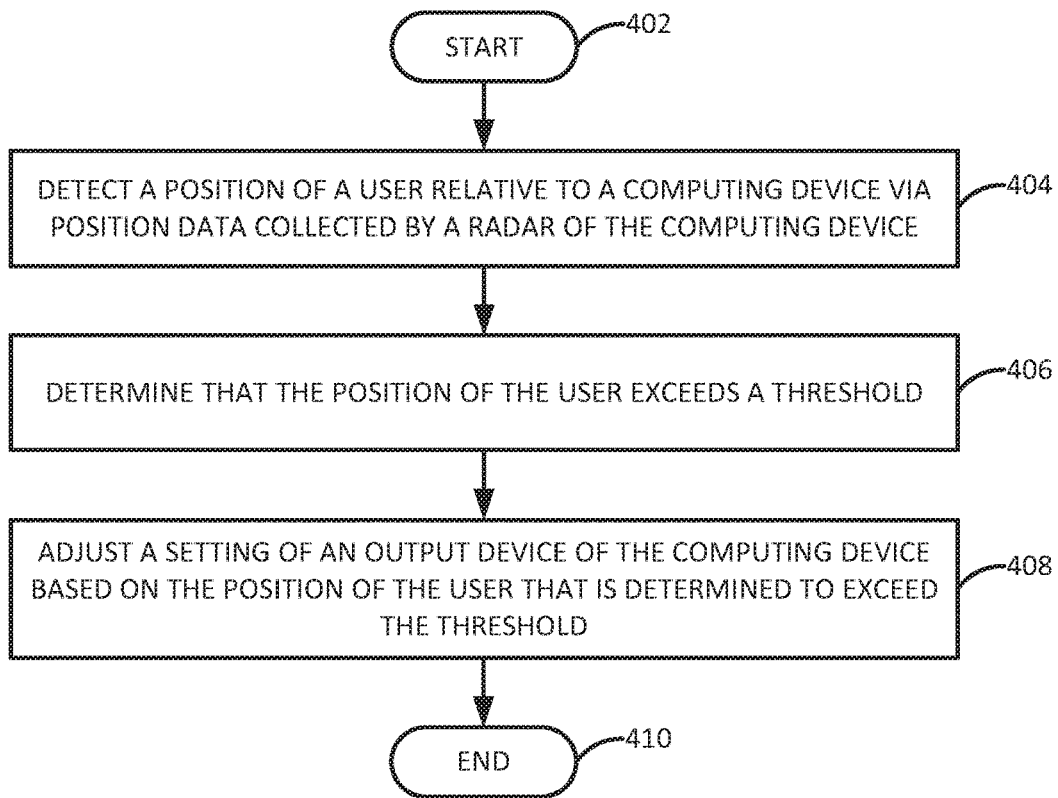 START
402
DETECT A POSITION OF A USER RELATIVE TO A COMPUTING DEVICE VIA
POSITION DATA COLLECTED BY A RADAR OF THE COMPUTING DEVICE
404
DETERMINE THAT THE POSITION OF THE USER EXCEEDS A THRESHOLD
406
ADJUST A SETTING OF AN OUTPUT DEVICE OF THE COMPUTING DEVICE
BASED ON THE POSITION OF THE USER THAT IS DETERMINED TO EXCEED
THE THRESHOLD
408
END
410